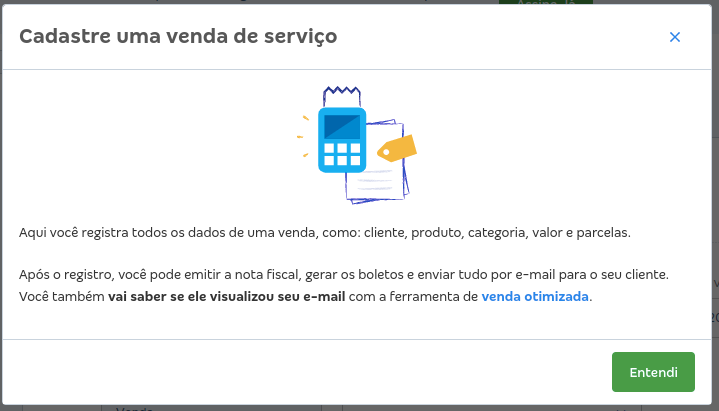 Cadastre uma venda de serviço
Aqui você registra todos os dados de uma venda, como: cliente, produto, categoria, valor e parcelas.
Após o registro, você pode emitir a nota fiscal, gerar os boletos e enviar tudo por e-mail para o seu cliente.
Você também vai saber se ele visualizou seu e-mail com a ferramenta de venda otimizada.
Entendi